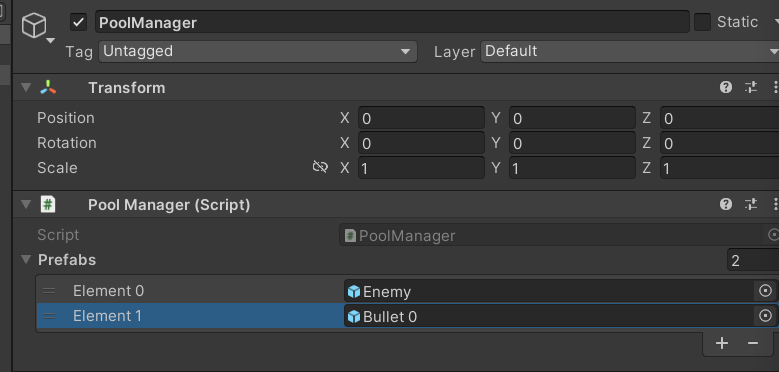 PoolManager Static
Tag Untagged Layer Default
Transform
Position X 0 Y 0 Z 0
Rotation X 0 Y 0 Z 0
Scale X 1 Y 1 Z 1
# Pool Manager (Script)
Script # PoolManager
Prefabs 2
Element 0 Enemy
Element 1 Bullet 0
+ −